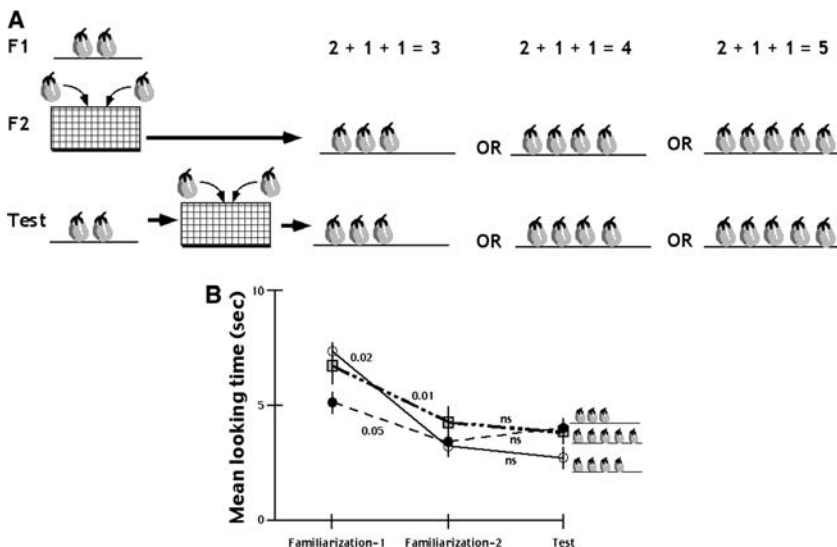 A
F1
2 + 1 + 1 = 3
2 + 1 + 1 = 4
2 + 1 + 1 = 5
F2
OR
OR
Test
OR
OR
B
Mean looking time (sec)
10
5
0
0.02
0.01
0.05
ns
ns
ns
Familiarization-1
Familiarization-2
Test